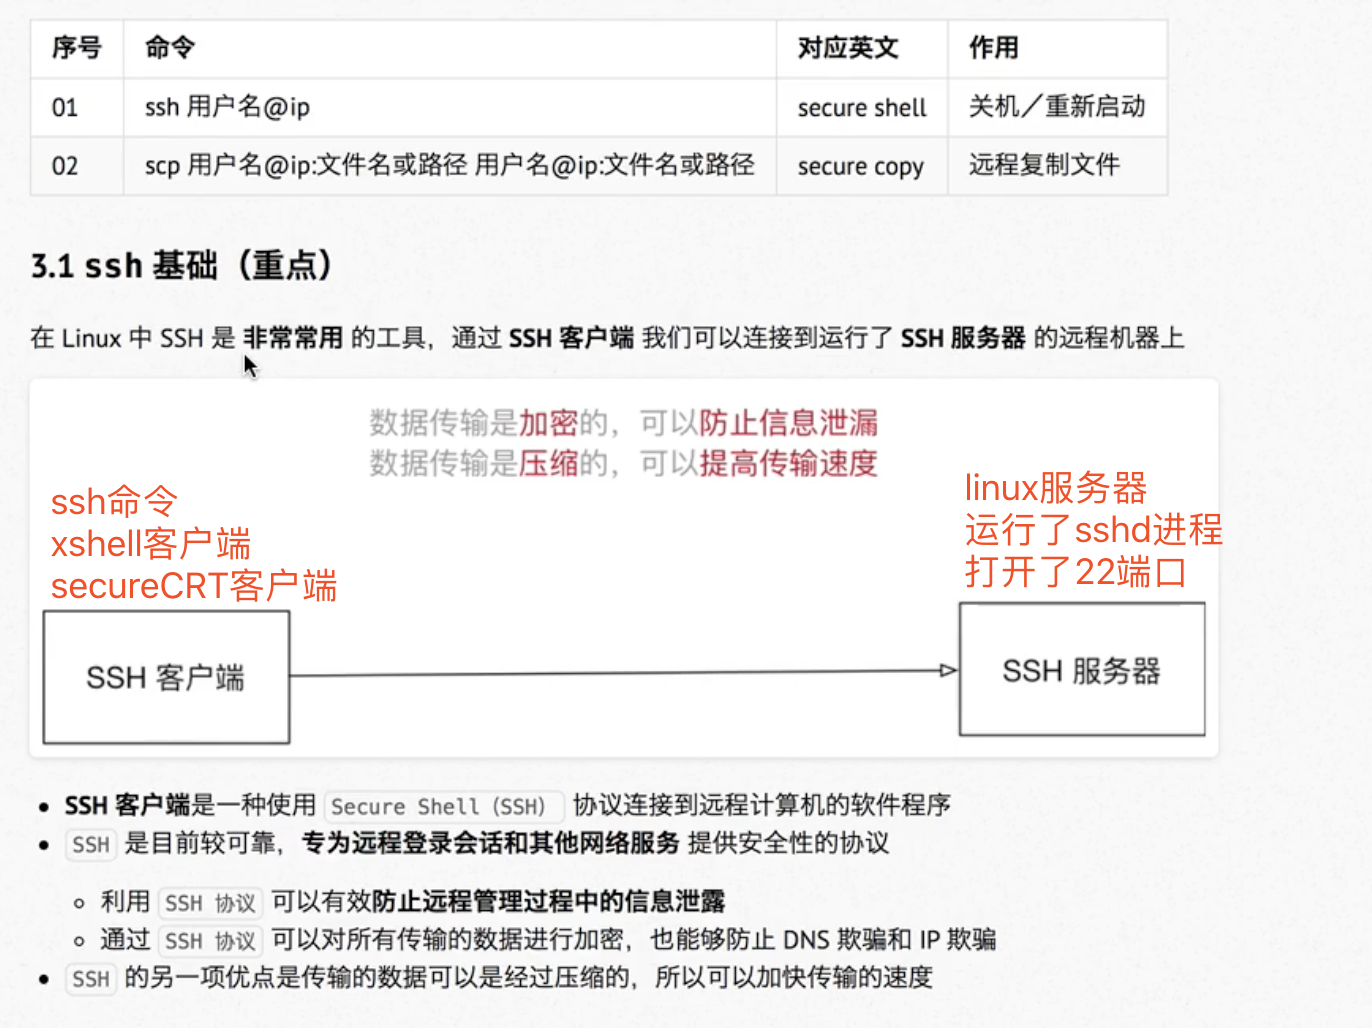 序号 命令 对应英文 作用
01 ssh 用户名@ip secure shell 关机／重新启动
02 scp 用户名@ip:文件名或路径 用户名@ip:文件名或路径 secure copy 远程复制文件
3.1 ssh 基础（重点）
在 Linux 中 SSH 是 非常常用 的工具，通过 SSH 客户端 我们可以连接到运行了 SSH 服务器 的远程机器上
数据传输是加密的，可以防止信息泄漏
数据传输是压缩的，可以提高传输速度
ssh命令
xshell客户端
secureCRT客户端
linux服务器
运行了sshd进程
打开了22端口
SSH 客户端
SSH 服务器
SSH 客户端是一种使用 Secure Shell（SSH） 协议连接到远程计算机的软件程序
SSH 是目前较可靠，专为远程登录会话和其他网络服务 提供安全性的协议
利用 SSH 协议 可以有效防止远程管理过程中的信息泄露
通过 SSH 协议 可以对所有传输的数据进行加密，也能够防止 DNS 欺骗和 IP 欺骗
SSH 的另一项优点是传输的数据可以是经过压缩的，所以可以加快传输的速度